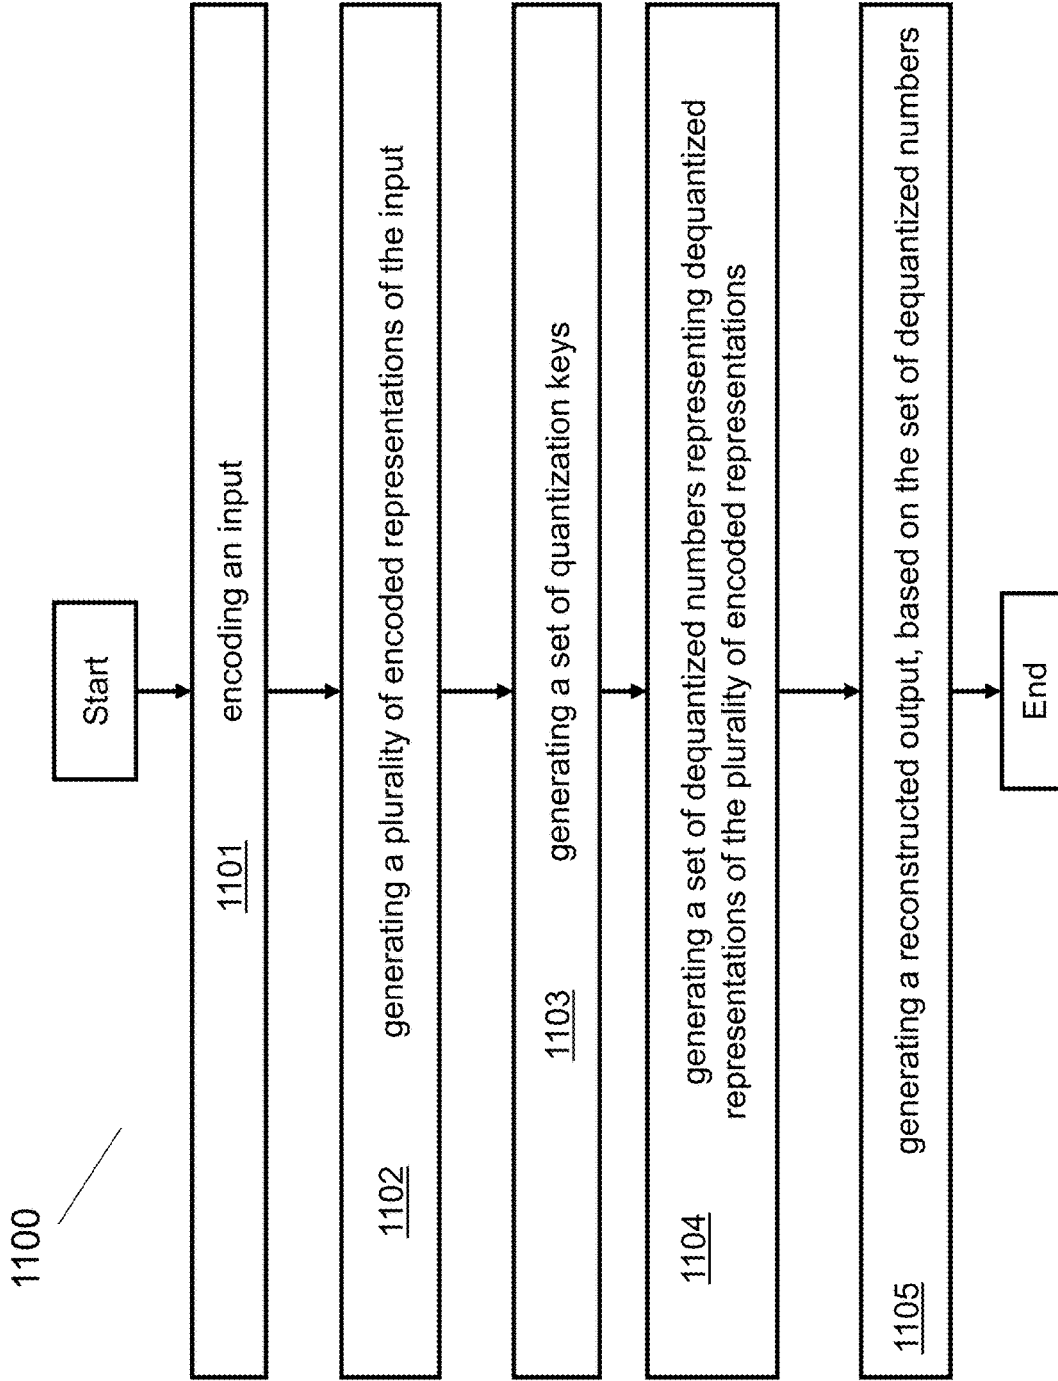 1100
Start
1101 encoding an input
1102 generating a plurality of encoded representations of the input
1103 generating a set of quantization keys
1104 generating a set of dequantized numbers representing dequantized
representations of the plurality of encoded representations
1105 generating a reconstructed output, based on the set of dequantized numbers
End